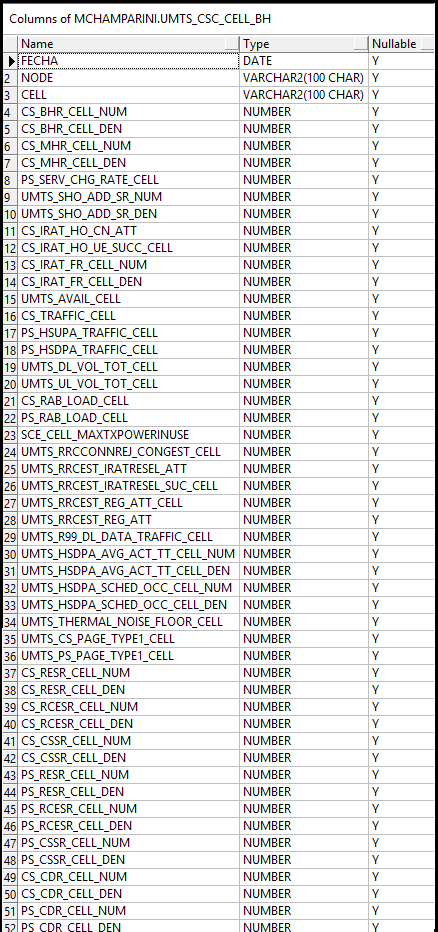 Columns of MCHAMPARINI.UMTS_CSC_CELL_BH
Name Type Nullable
FECHA DATE Y
2 NODE VARCHAR2(100 CHAR) Y
3 CELL VARCHAR2(100 CHAR) Y
4 CS_BHR_CELL_NUM NUMBER Y
5 CS_BHR_CELL_DEN NUMBER Y
6 CS_MHR_CELL_NUM NUMBER Y
7 CS_MHR_CELL_DEN NUMBER Y
8 PS_SERV_CHG_RATE_CELL NUMBER Y
9 UMTS_SHO_ADD_SR_NUM NUMBER Y
10 UMTS_SHO_ADD_SR_DEN NUMBER Y
11 CS_IRAT_HO_CN_ATT NUMBER Y
12 CS_IRAT_HO_UE_SUCC_CELL NUMBER Y
13 CS_IRAT_FR_CELL_NUM NUMBER Y
14 CS_IRAT_FR_CELL_DEN NUMBER Y
15 UMTS_AVAIL_CELL NUMBER Y
16 CS_TRAFFIC_CELL NUMBER Y
17 PS_HSUPA_TRAFFIC_CELL NUMBER Y
18 PS_HSDPA_TRAFFIC_CELL NUMBER Y
19 UMTS_DL_VOL_TOT_CELL NUMBER Y
20 UMTS_UL_VOL_TOT_CELL NUMBER Y
21 CS_RAB_LOAD_CELL NUMBER Y
22 PS_RAB_LOAD_CELL NUMBER Y
23 SCE_CELL_MAXTXPOWERINUSE NUMBER Y
24 UMTS_RRCCONNREJ_CONGEST_CELL NUMBER Y
25 UMTS_RRCEST_IRATRESEL_ATT NUMBER Y
26 UMTS_RRCEST_IRATRESEL_SUC_CELL NUMBER Y
27 UMTS_RRCEST_REG_ATT_CELL NUMBER Y
28 UMTS_RRCEST_REG_ATT NUMBER Y
29 UMTS_R99_DL_DATA_TRAFFIC_CELL NUMBER Y
30 UMTS_HSDPA_AVG_ACT_TT_CELL_NUM NUMBER Y
31 UMTS_HSDPA_AVG_ACT_TT_CELL_DEN NUMBER Y
32 UMTS_HSDPA_SCHED_OCC_CELL_NUM NUMBER Y
33 UMTS_HSDPA_SCHED_OCC_CELL_DEN NUMBER Y
34 UMTS_THERMAL_NOISE_FLOOR_CELL NUMBER Y
35 UMTS_CS_PAGE_TYPE1_CELL NUMBER Y
36 UMTS_PS_PAGE_TYPE1_CELL NUMBER Y
37 CS_RESR_CELL_NUM NUMBER Y
38 CS_RESR_CELL_DEN NUMBER Y
39 CS_RCESR_CELL_NUM NUMBER Y
40 CS_RCESR_CELL_DEN NUMBER Y
41 CS_CSSR_CELL_NUM NUMBER Y
42 CS_CSSR_CELL_DEN NUMBER Y
43 PS_RESR_CELL_NUM NUMBER Y
44 PS_RESR_CELL_DEN NUMBER Y
45 PS_RCESR_CELL_NUM NUMBER Y
46 PS_RCESR_CELL_DEN NUMBER Y
47 PS_CSSR_CELL_NUM NUMBER Y
48 PS_CSSR_CELL_DEN NUMBER Y
49 CS_CDR_CELL_NUM NUMBER Y
50 CS_CDR_CELL_DEN NUMBER Y
51 PS_CDR_CELL_NUM NUMBER Y
52 PS_CDR_CELL_DEN NUMBER Y